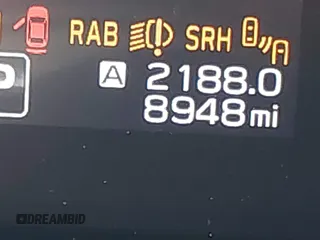 RAB SRH A
P A 2188.0
8948 mi
DREAMBID